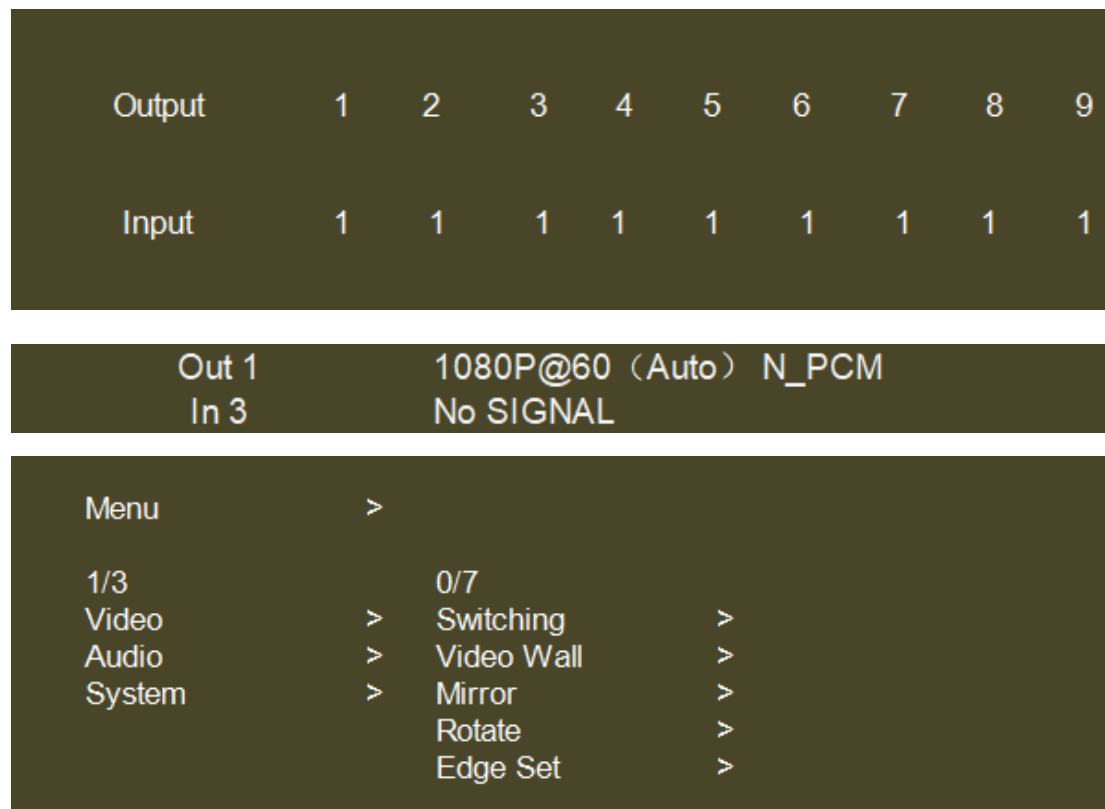 Output 1 2 3 4 5 6 7 8 9
Input 1 1 1 1 1 1 1 1 1
Out 1 1080P@60（Auto） N_PCM
In 3 No SIGNAL
Menu >
1/3 0/7
Video > Switching >
Audio > Video Wall >
System > Mirror >
Rotate >
Edge Set >